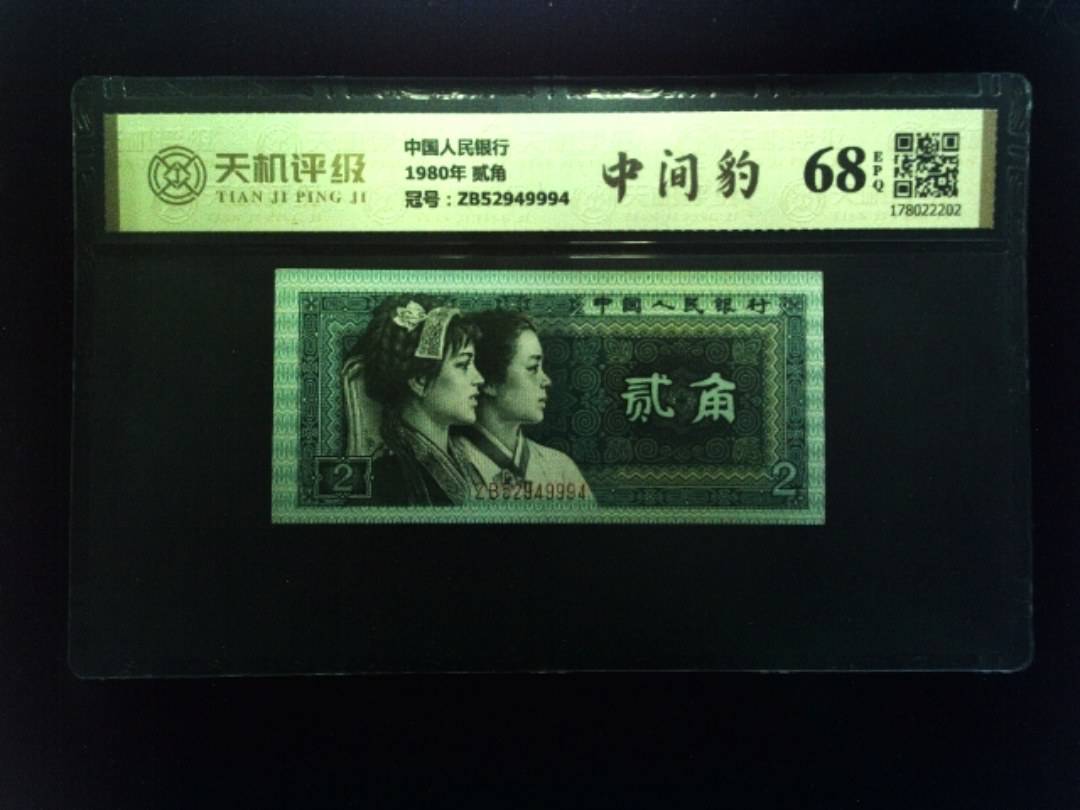 天机评级
TIAN JI PING JI
中国人民银行
1980年 贰角
冠号：ZB52949994
中间豹
68
EPQ
178022202
中國人民银行
贰角
2
2
ZB52949994